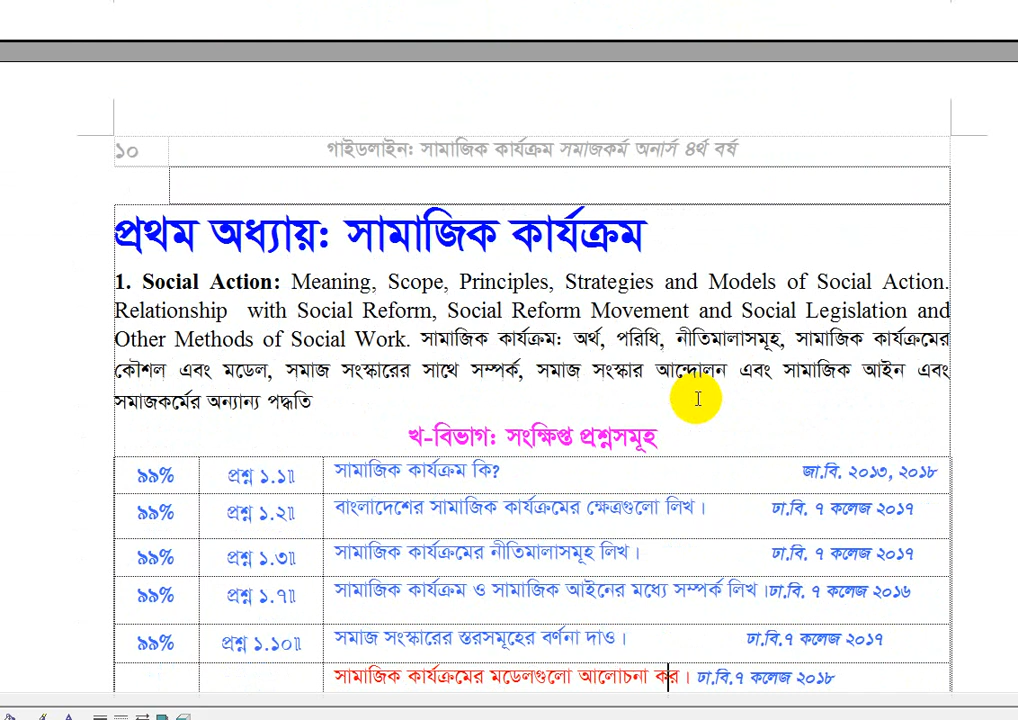 ১০ গাইডলাইন: সামাজিক কার্যক্রম সমাজকর্ম অনার্স ৪র্থ বর্ষ
প্রথম অধ্যায়: সামাজিক কার্যক্রম
1. Social Action: Meaning, Scope, Principles, Strategies and Models of Social Action.
Relationship with Social Reform, Social Reform Movement and Social Legislation and
Other Methods of Social Work. সামাজিক কার্যক্রম: অর্থ, পরিধি, নীতিমালাসমূহ, সামাজিক কার্যক্রমের
কৌশল এবং মডেল, সমাজ সংস্কারের সাথে সম্পর্ক, সমাজ সংস্কার আন্দোলন এবং সামাজিক আইন এবং
সমাজকর্মের অন্যান্য পদ্ধতি
খ-বিভাগ: সংক্ষিপ্ত প্রশ্নসমূহ
৯৯% প্রশ্ন ১.১॥ সামাজিক কার্যক্রম কি? জা.বি. ২০১৩, ২০১৮
৯৯% প্রশ্ন ১.২॥ বাংলাদেশের সামাজিক কার্যক্রমের ক্ষেত্রগুলো লিখ। ঢা.বি. ৭ কলেজ ২০১৭
৯৯% প্রশ্ন ১.৩॥ সামাজিক কার্যক্রমের নীতিমালাসমূহ লিখ। ঢা.বি. ৭ কলেজ ২০১৭
৯৯% প্রশ্ন ১.৭॥ সামাজিক কার্যক্রম ও সামাজিক আইনের মধ্যে সম্পর্ক লিখ।ঢা.বি. ৭ কলেজ ২০১৬
৯৯% প্রশ্ন ১.১০॥ সমাজ সংস্কারের স্তরসমূহের বর্ণনা দাও। ঢা.বি.৭ কলেজ ২০১৭
সামাজিক কার্যক্রমের মডেলগুলো আলোচনা কর। ঢা.বি.৭ কলেজ ২০১৮